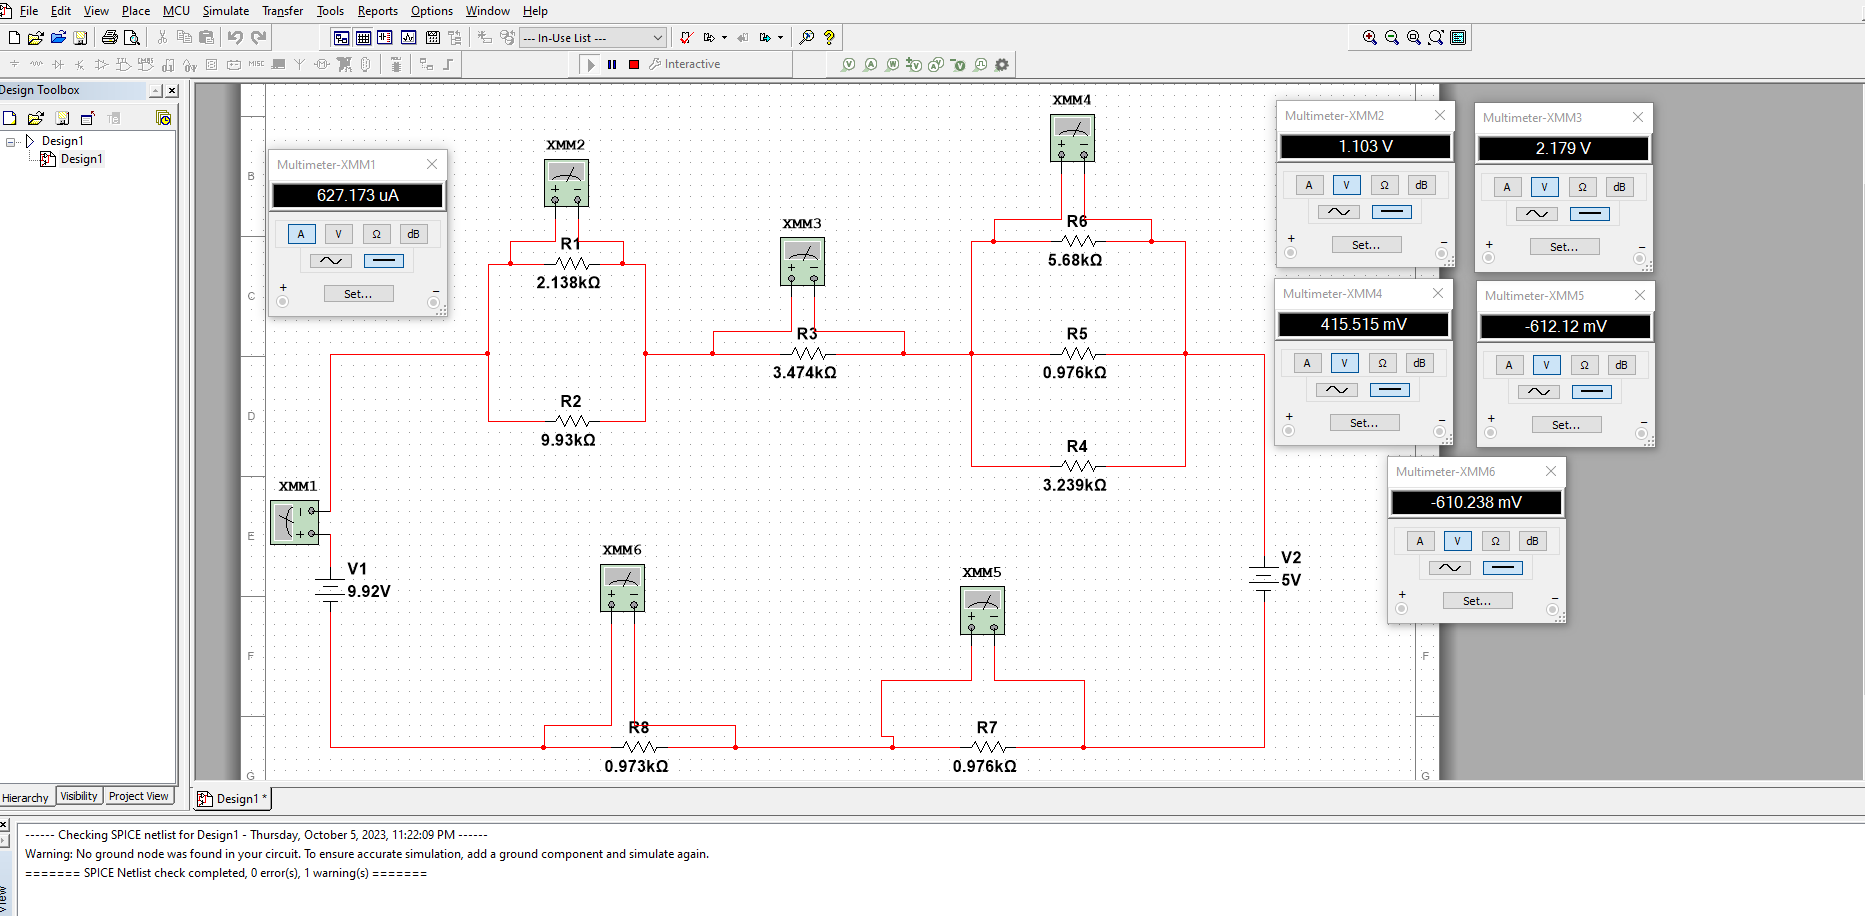 File Edit View Place MCU Simulate Transfer Tools Reports Options Window Help
--- In-Use List ---
Interactive
Design Toolbox
Design1
Design1
Hierarchy Visibility Project View
Design1 *
B
C
D
E
F
G
F
G
XMM1
V1
9.92V
XMM2
R1
2.138kΩ
R2
9.93kΩ
XMM3
R3
3.474kΩ
XMM4
R6
5.68kΩ
R5
0.976kΩ
R4
3.239kΩ
V2
5V
XMM6
R8
0.973kΩ
XMM5
R7
0.976kΩ
Multimeter-XMM1
627.173 uA
A V Ω dB
+ Set... −
Multimeter-XMM2
1.103 V
A V Ω dB
+ Set... −
Multimeter-XMM3
2.179 V
A V Ω dB
+ Set... −
Multimeter-XMM4
415.515 mV
A V Ω dB
+ Set... −
Multimeter-XMM5
-612.12 mV
A V Ω dB
+ Set... −
Multimeter-XMM6
-610.238 mV
A V Ω dB
+ Set... −
------ Checking SPICE netlist for Design1 - Thursday, October 5, 2023, 11:22:09 PM ------
Warning: No ground node was found in your circuit. To ensure accurate simulation, add a ground component and simulate again.
======= SPICE Netlist check completed, 0 error(s), 1 warning(s) =======
View